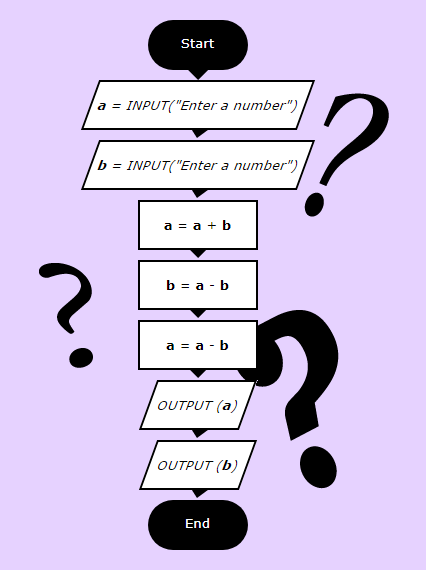 Start
a = INPUT("Enter a number")
b = INPUT("Enter a number")
a = a + b
b = a - b
a = a - b
OUTPUT (a)
OUTPUT (b)
End
?
?
?